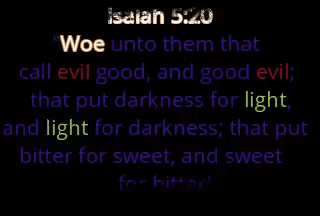 Isaiah 5:20
"Woe unto them that
call evil good, and good evil;
that put darkness for light,
and light for darkness; that put
bitter for sweet, and sweet
for bitter!